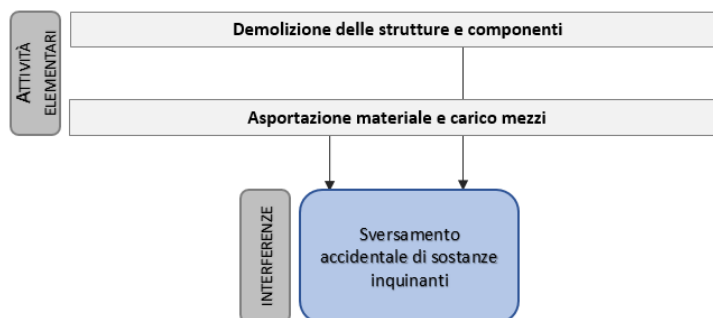 ATTIVITÀ
ELEMENTARI
Demolizione delle strutture e componenti
Asportazione materiale e carico mezzi
INTERFERENZE
Sversamento
accidentale di sostanze
inquinanti